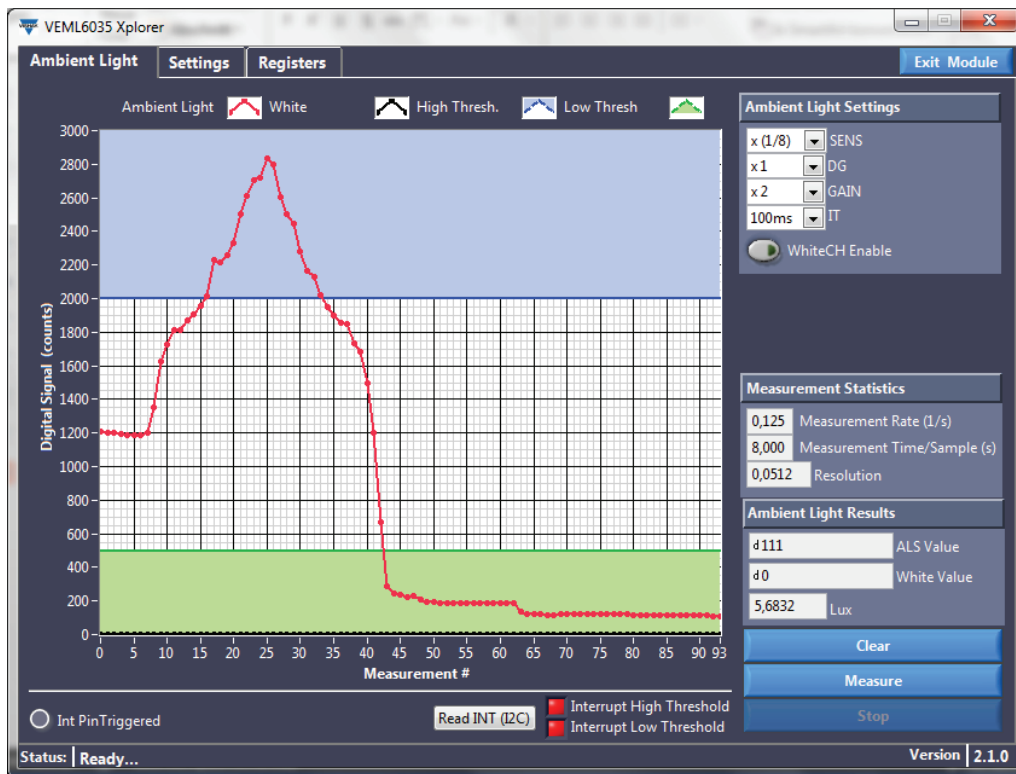 VEML6035 Xplorer
Ambient Light Settings Registers Exit Module
Ambient Light White High Thresh. Low Thresh
Digital Signal (counts)
3000
2800
2600
2400
2200
2000
1800
1600
1400
1200
1000
800
600
400
200
0
0 5 10 15 20 25 30 35 40 45 50 55 60 65 70 75 80 85 90 93
Measurement #
Ambient Light Settings
x (1/8) SENS
x 1 DG
x 2 GAIN
100ms IT
WhiteCH Enable
Measurement Statistics
0,125 Measurement Rate (1/s)
8,000 Measurement Time/Sample (s)
0,0512 Resolution
Ambient Light Results
d111 ALS Value
d0 White Value
5,6832 Lux
Clear
Measure
Stop
Int PinTriggered
Read INT (I2C)
Interrupt High Threshold
Interrupt Low Threshold
Status: Ready...
Version 2.1.0